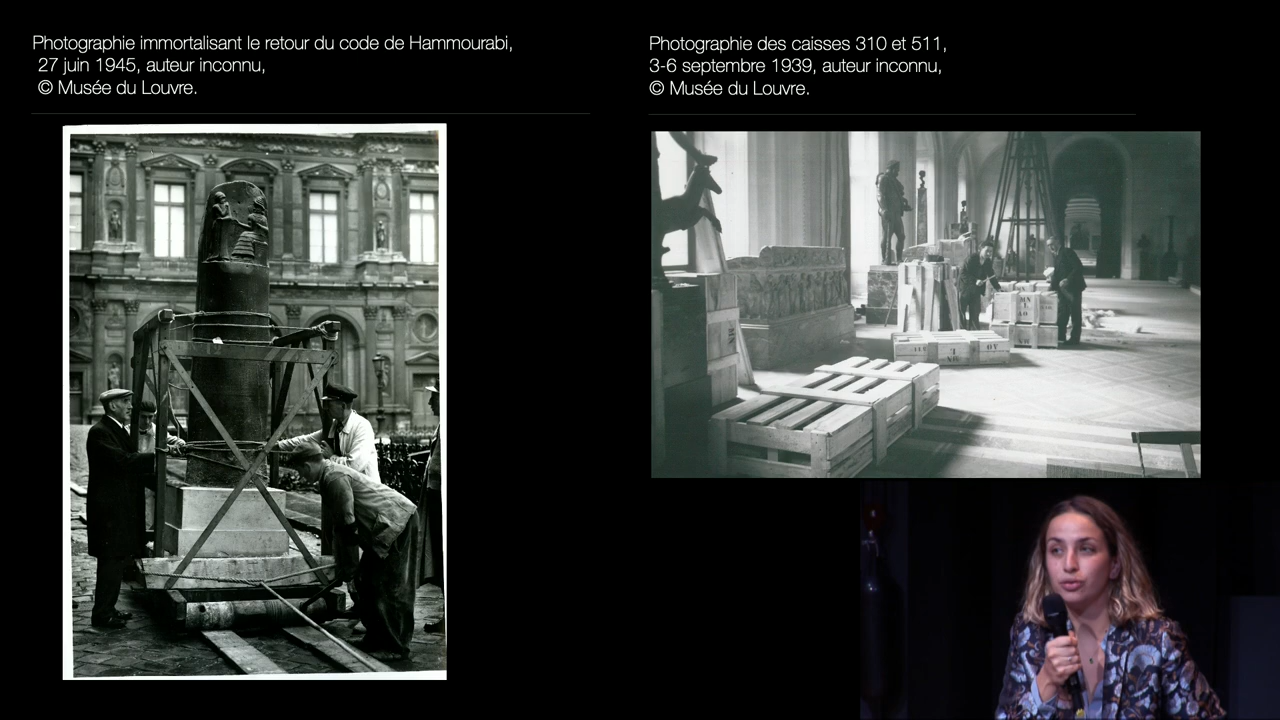 Photographie immortalisant le retour du code de Hammourabi,
27 juin 1945, auteur inconnu,
© Musée du Louvre.
Photographie des caisses 310 et 511,
3-6 septembre 1939, auteur inconnu,
© Musée du Louvre.